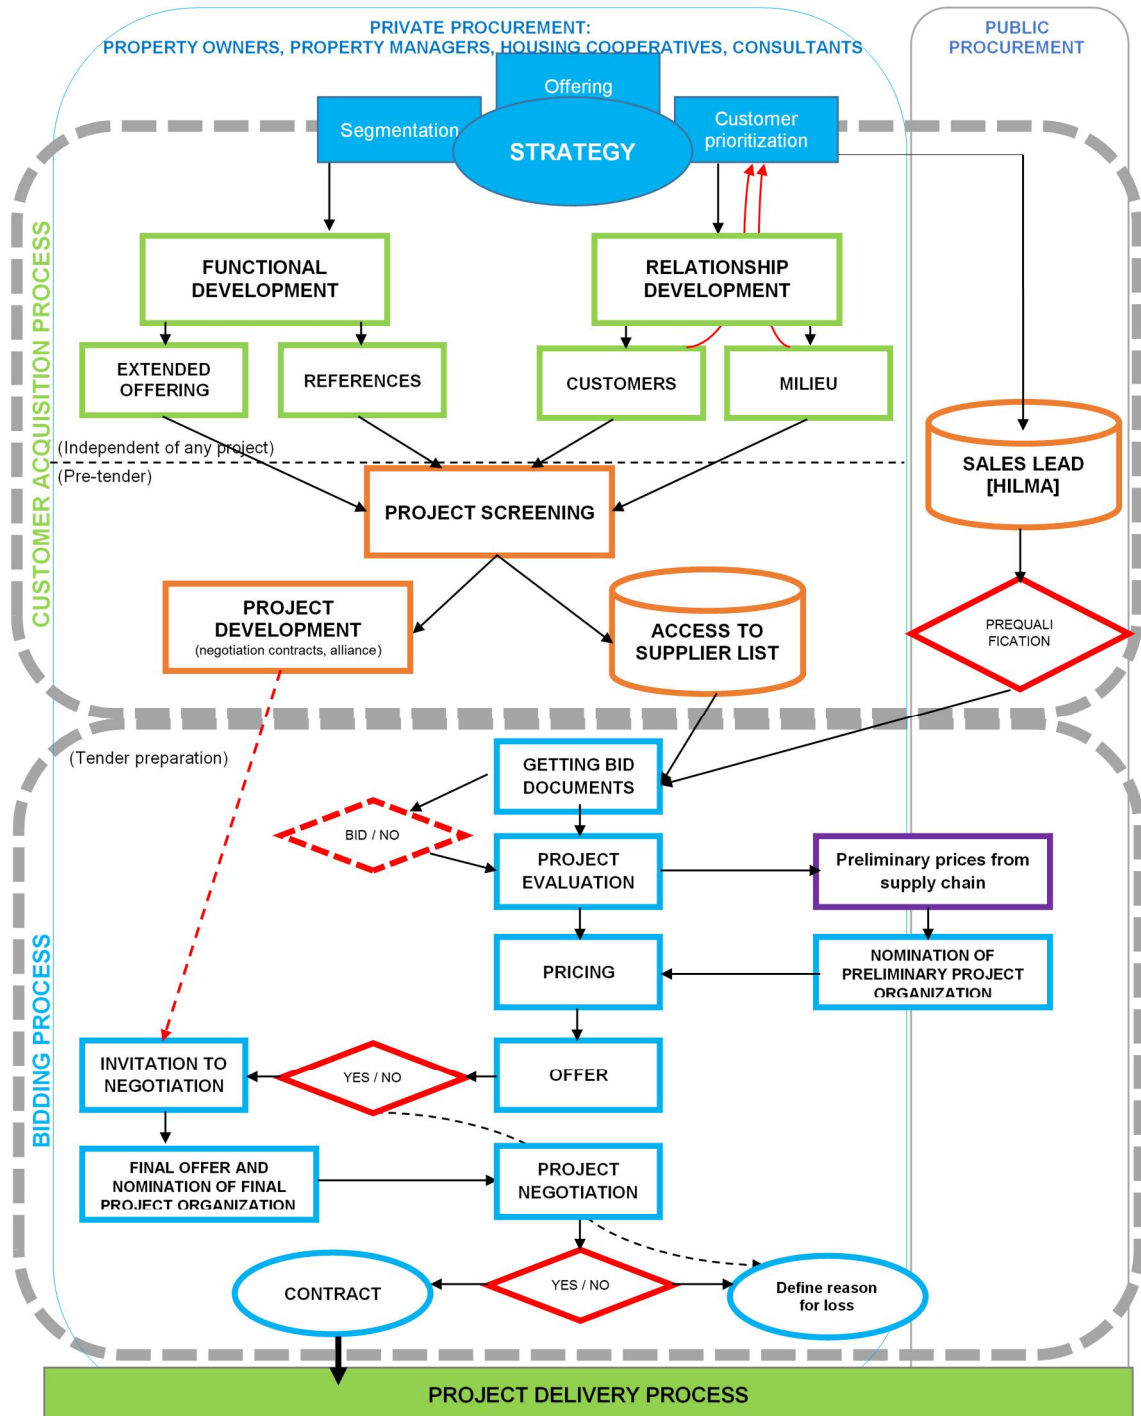 PRIVATE PROCUREMENT:
PROPERTY OWNERS, PROPERTY MANAGERS, HOUSING COOPERATIVES, CONSULTANTS
PUBLIC
PROCUREMENT
Offering
Segmentation
Customer
prioritization
STRATEGY
CUSTOMER ACQUISITION PROCESS
FUNCTIONAL
DEVELOPMENT
RELATIONSHIP
DEVELOPMENT
EXTENDED
OFFERING
REFERENCES
CUSTOMERS
MILIEU
(Independent of any project)
(Pre-tender)
SALES LEAD
[HILMA]
PROJECT SCREENING
PROJECT
DEVELOPMENT
(negotiation contracts, alliance)
ACCESS TO
SUPPLIER LIST
PREQUALI
FICATION
BIDDING PROCESS
(Tender preparation)
GETTING BID
DOCUMENTS
BID / NO
PROJECT
EVALUATION
Preliminary prices from
supply chain
PRICING
NOMINATION OF
PRELIMINARY PROJECT
ORGANIZATION
INVITATION TO
NEGOTIATION
YES / NO
OFFER
FINAL OFFER AND
NOMINATION OF FINAL
PROJECT ORGANIZATION
PROJECT
NEGOTIATION
CONTRACT
YES / NO
Define reason
for loss
PROJECT DELIVERY PROCESS